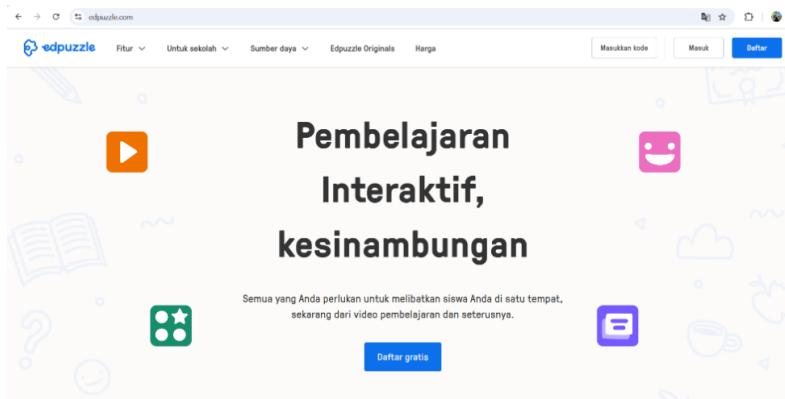 edpuzzle.com
edpuzzle Fitur Untuk sekolah Sumber daya Edpuzzle Originals Harga Masukkan kode Masuk Daftar
Pembelajaran
Interaktif,
kesinambungan
Semua yang Anda perlukan untuk melibatkan siswa Anda di satu tempat,
sekarang dari video pembelajaran dan seterusnya.
Daftar gratis